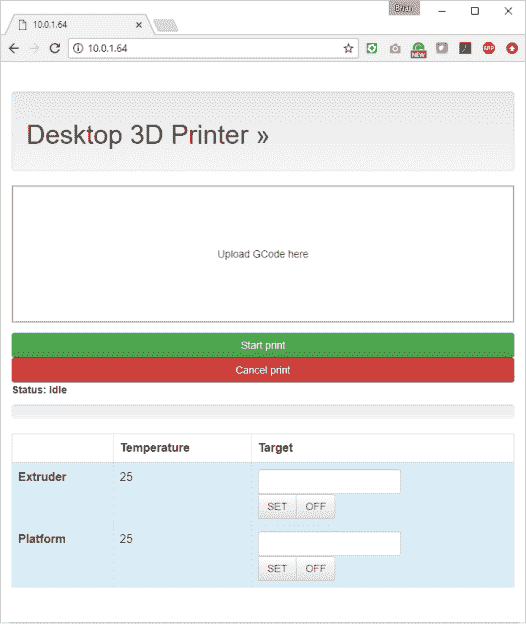 Brian
10.0.1.64
10.0.1.64
NEW
ABP
Desktop 3D Printer »
Upload GCode here
Start print
Cancel print
Status: Idle
Temperature Target
Extruder 25
SET OFF
Platform 25
SET OFF